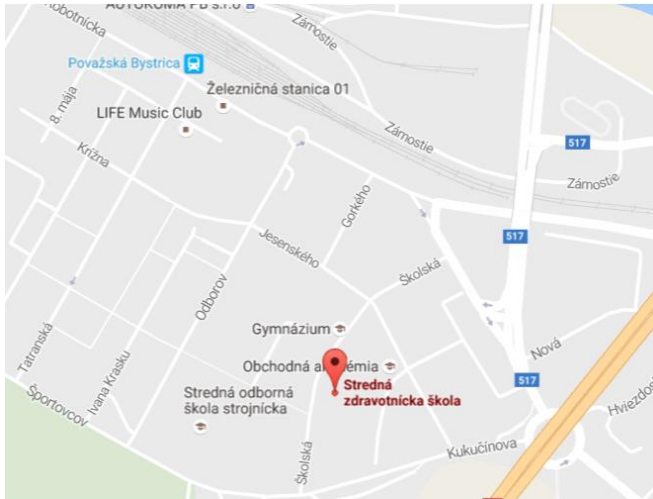 AUTOKOMA PB s.r.o
Robotnícka
Zámostie
Považská Bystrica
Železničná stanica 01
8. mája
LIFE Music Club
Zámostie
517
Krížna
Zámostie
Gorkého
517
Jesenského
Školská
Odborov
Gymnázium
Nová
Tatranská
Obchodná akadémia
517
Stredná
zdravotnícka škola
Ivana Krasku
Stredná odborná
škola strojnícka
Športovcov
Školská
Kukučínova